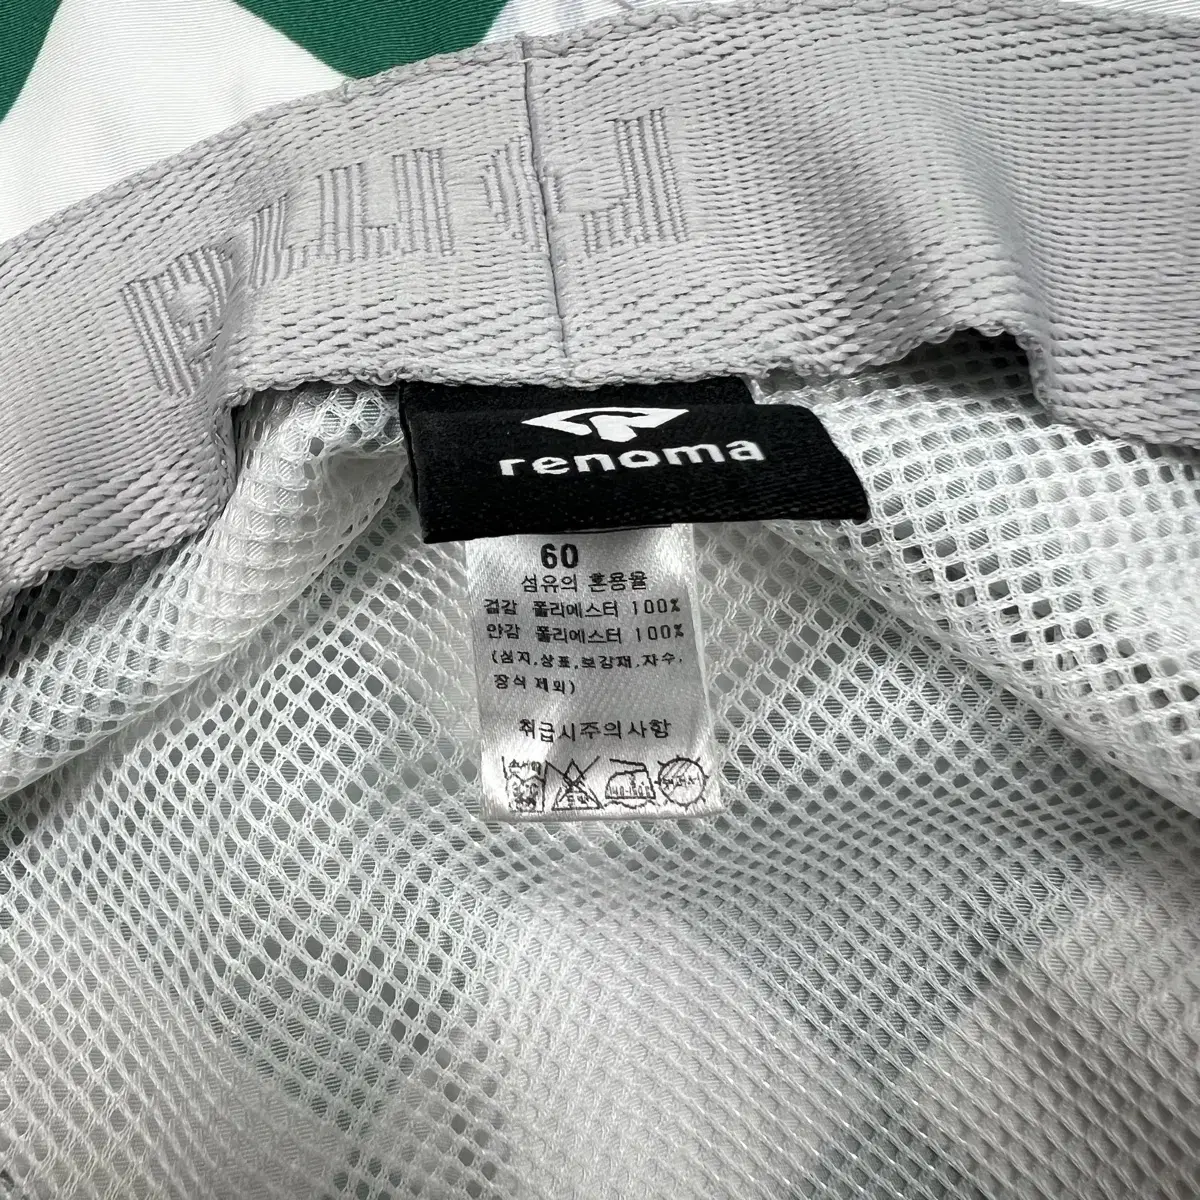 renoma
60
섬유의 혼용율
겉감 폴리에스터 100%
안감 폴리에스터 100%
(심지,상표,보강재,자수,
장식 제외)
취급시주의사항